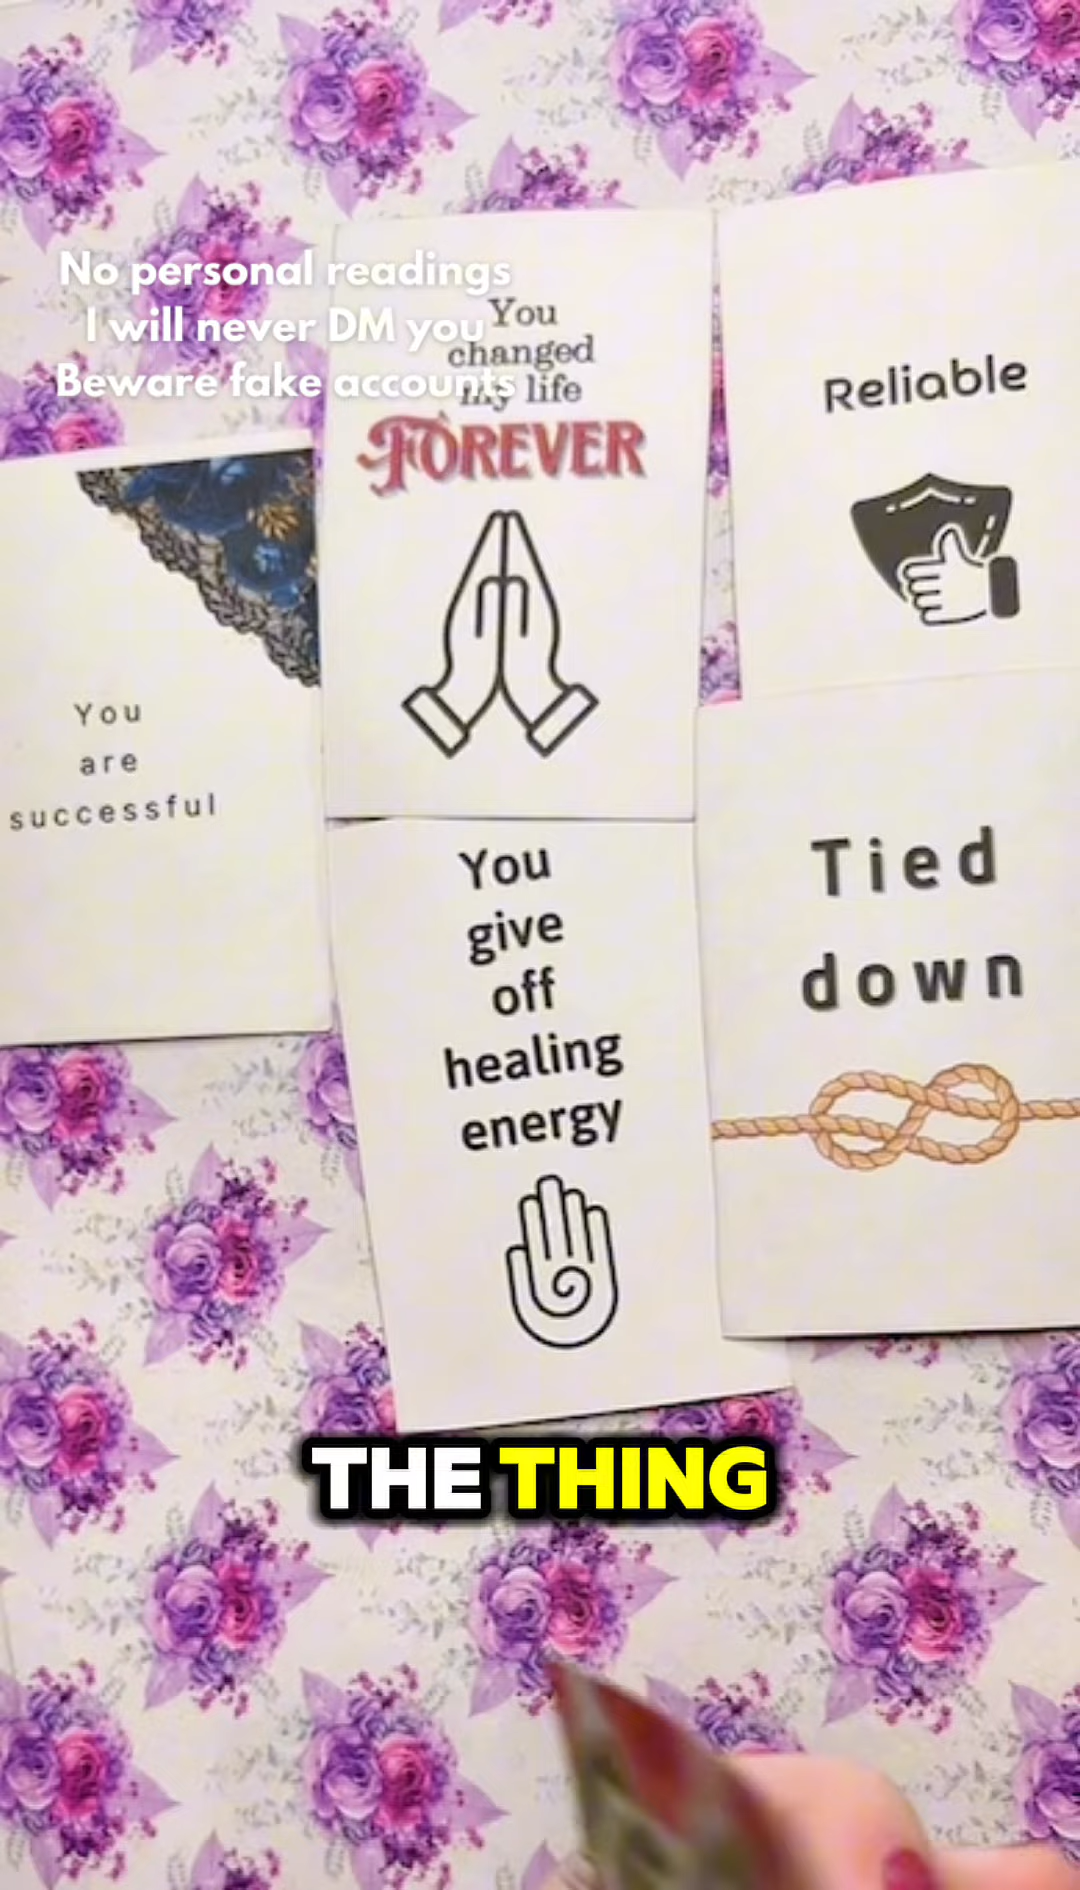 No personal readings
I will never DM you
Beware fake accounts
You
changed
my life
FOREVER
Reliable
You
are
successful
You
give
off
healing
energy
Tied
down
THE THING